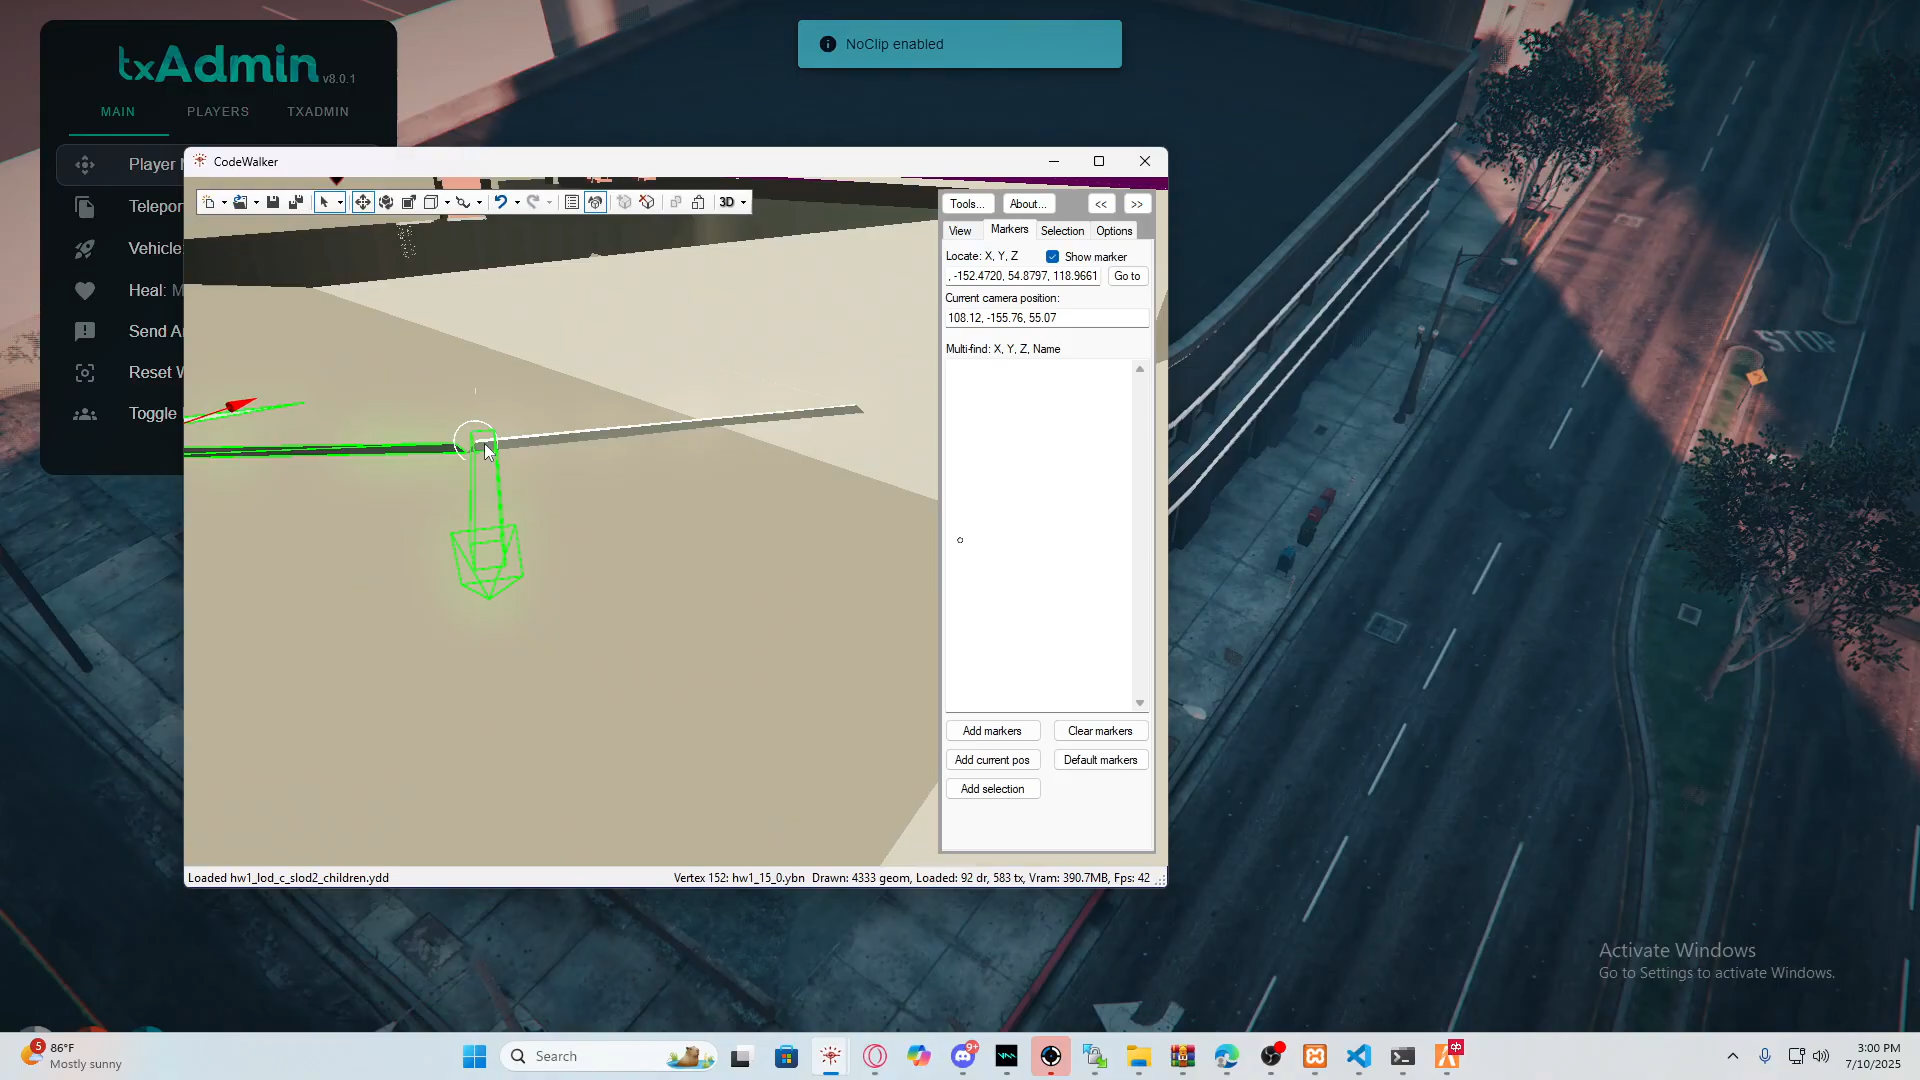 txAdmin v8.0.1
MAIN PLAYERS TXADMIN
Player
Telepor
Vehicle
Heal:
Send
Reset
Toggle
NoClip enabled
CodeWalker
3D
Tools... About... << >>
View Markers Selection Options
Locate: X, Y, Z Show marker
, -152.4720, 54.8797, 118.9661 Go to
Current camera position:
108.12, -155.76, 55.07
Multi-find: X, Y, Z, Name
Add markers Clear markers
Add current pos Default markers
Add selection
Loaded hw1_lod_c_slod2_children.ydd
Vertex 152: hw1_15_0.ybn Drawn: 4333 geom, Loaded: 92 dr, 583 tx, Vram: 390.7MB, Fps: 42
STOP
Activate Windows
Go to Settings to activate Windows.
5
86°F
Mostly sunny
Search
9+
qb
3:00 PM
7/10/2025